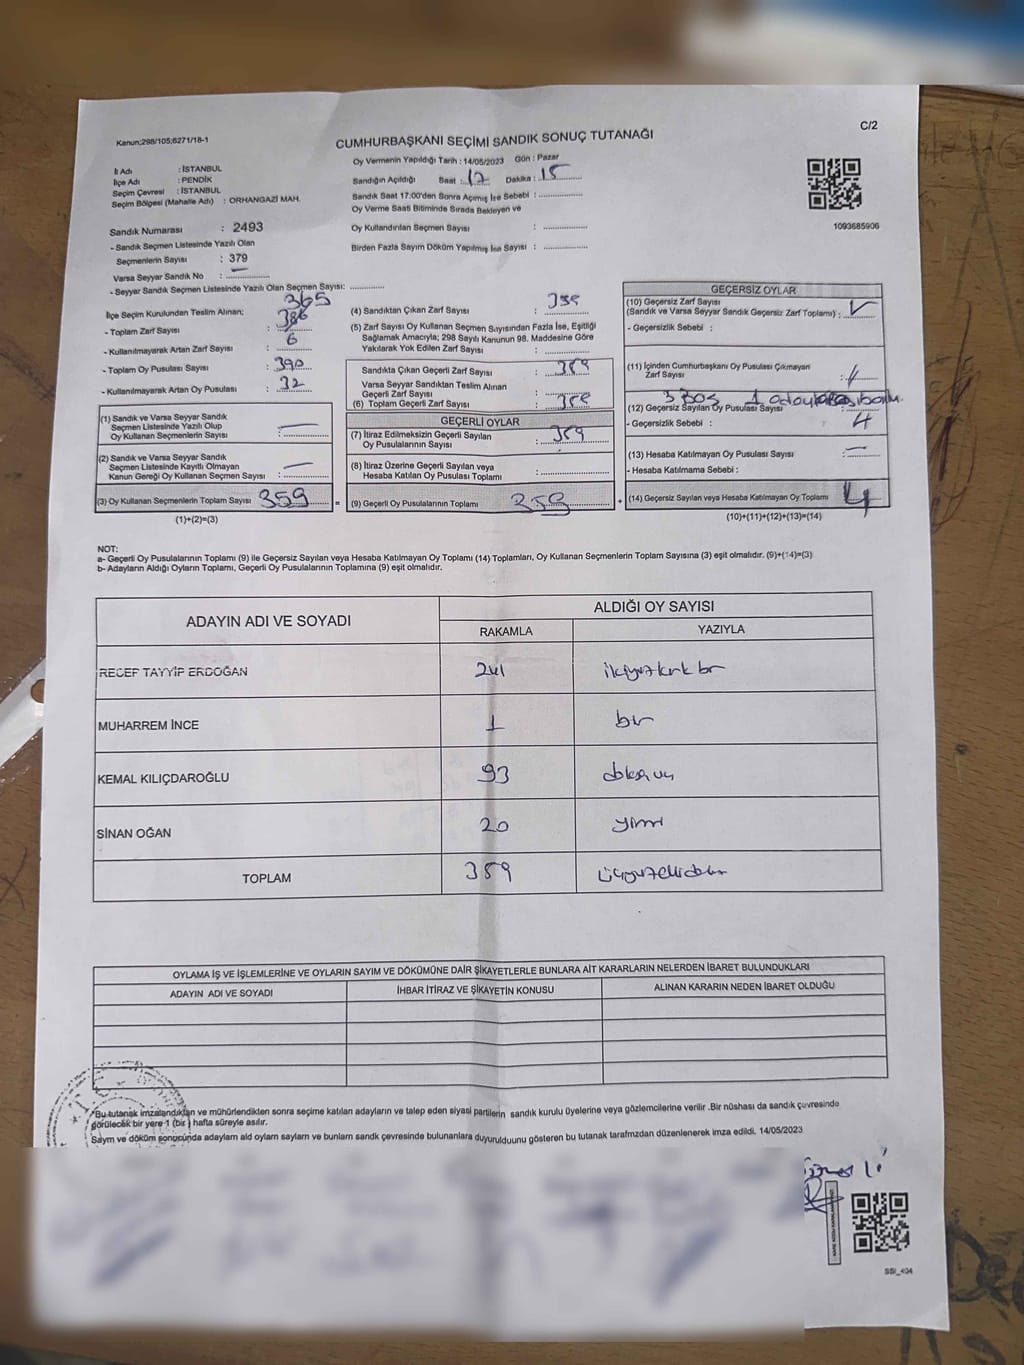 Kanun;298/105;6271/18-1
C/2
CUMHURBAŞKANI SEÇİMİ SANDIK SONUÇ TUTANAĞI
İl Adı : İSTANBUL
İlçe Adı : PENDİK
Seçim Çevresi : İSTANBUL
Seçim Bölgesi (Mahalle Adı) : ORHANGAZİ MAH.
Oy Vermenin Yapıldığı Tarih : 14/05/2023 Gün : Pazar
Sandığın Açıldığı Saat : 17 Dakika : 15
Sandık Saat 17:00'den Sonra Açımış İse Sebebi :
Oy Verme Saati Bitiminde Sırada Bekleyen ve
Oy Kullandırılan Seçmen Sayısı :
Birden Fazla Sayım Döküm Yapılmış İse Sayısı :
1093685906
Sandık Numarası : 2493
- Sandık Seçmen Listesinde Yazılı Olan
Seçmenlerin Sayısı : 379
Varsa Seyyar Sandık No :
- Seyyar Sandık Seçmen Listesinde Yazılı Olan Seçmen Sayısı:
365
İlçe Seçim Kurulundan Teslim Alınan;
- Toplam Zarf Sayısı :
- Kullanılmayarak Artan Zarf Sayısı : 6
- Toplam Oy Pusulası Sayısı : 390
- Kullanılmayarak Artan Oy Pusulası : 32
(1) Sandık ve Varsa Seyyar Sandık
Seçmen Listesinde Yazılı Olup
Oy Kullanan Seçmenlerin Sayısı : —
(2) Sandık ve Varsa Seyyar Sandık
Seçmen Listesinde Kayıtlı Olmayan
Kanun Gereği Oy Kullanan Seçmen Sayısı : —
(3) Oy Kullanan Seçmenlerin Toplam Sayısı 359
(1)+(2)=(3)
(4) Sandıktan Çıkan Zarf Sayısı : 359
(5) Zarf Sayısı Oy Kullanan Seçmen Sayısından Fazla İse, Eşitliği
Sağlamak Amacıyla; 298 Sayılı Kanunun 98. Maddesine Göre
Yakılarak Yok Edilen Zarf Sayısı :
Sandıkta Çıkan Geçerli Zarf Sayısı : 359
Varsa Seyyar Sandıktan Teslim Alınan
Geçerli Zarf Sayısı :
(6) Toplam Geçerli Zarf Sayısı : 359
GEÇERLİ OYLAR
(7) İtiraz Edilmeksizin Geçerli Sayılan
Oy Pusulalarının Sayısı : 359
(8) İtiraz Üzerine Geçerli Sayılan veya
Hesaba Katılan Oy Pusulası Toplamı :
= (9) Geçerli Oy Pusulalarının Toplamı 359
GEÇERSİZ OYLAR
(10) Geçersiz Zarf Sayısı
(Sandık ve Varsa Seyyar Sandık Geçersiz Zarf Toplamı) :
- Geçersizlik Sebebi :
(11) İçinden Cumhurbaşkanı Oy Pusulası Çıkmayan
Zarf Sayısı :
3 BOŞ 1
(12) Geçersiz Sayılan Oy Pusulası Sayısı :
- Geçersizlik Sebebi : 4
(13) Hesaba Katılmayan Oy Pusulası Sayısı : —
- Hesaba Katılmama Sebebi :
+ (14) Geçersiz Sayılan veya Hesaba Katılmayan Oy Toplamı 4
(10)+(11)+(12)+(13)=(14)
NOT:
a- Geçerli Oy Pusulalarının Toplamı (9) ile Geçersiz Sayılan veya Hesaba Katılmayan Oy Toplamı (14) Toplamları, Oy Kullanan Seçmenlerin Toplam Sayısına (3) eşit olmalıdır. (9)+(14)=(3)
b- Adayların Aldığı Oyların Toplamı, Geçerli Oy Pusulalarının Toplamına (9) eşit olmalıdır.
ADAYIN ADI VE SOYADI
ALDIĞI OY SAYISI
RAKAMLA YAZIYLA
RECEP TAYYİP ERDOĞAN 241 ikiyüzkırk bir
MUHARREM İNCE 1 bir
KEMAL KILIÇDAROĞLU 93
SİNAN OĞAN 20 yirmi
TOPLAM 359
OYLAMA İŞ VE İŞLEMLERİNE VE OYLARIN SAYIM VE DÖKÜMÜNE DAİR ŞİKAYETLERLE BUNLARA AİT KARARLARIN NELERDEN İBARET BULUNDUKLARI
ADAYIN ADI VE SOYADI İHBAR İTİRAZ VE ŞİKAYETİN KONUSU ALINAN KARARIN NEDEN İBARET OLDUĞU
*Bu tutanak imzalandıktan ve mühürlendikten sonra seçime katılan adayların ve talep eden siyasi partilerin sandık kurulu üyelerine veya gözlemcilerine verilir .Bir nüshası da sandık çevresinde
görülecek bir yere 1 (bir ) hafta süreyle asılır.
Sayım ve döküm sonucunda adayların ald oyların sayların ve bunların sandık çevresinde bulunanlara duyurulduunu gösteren bu tutanak tarafmzdan düzenlenerek imza edildi. 14/05/2023
SSI_404